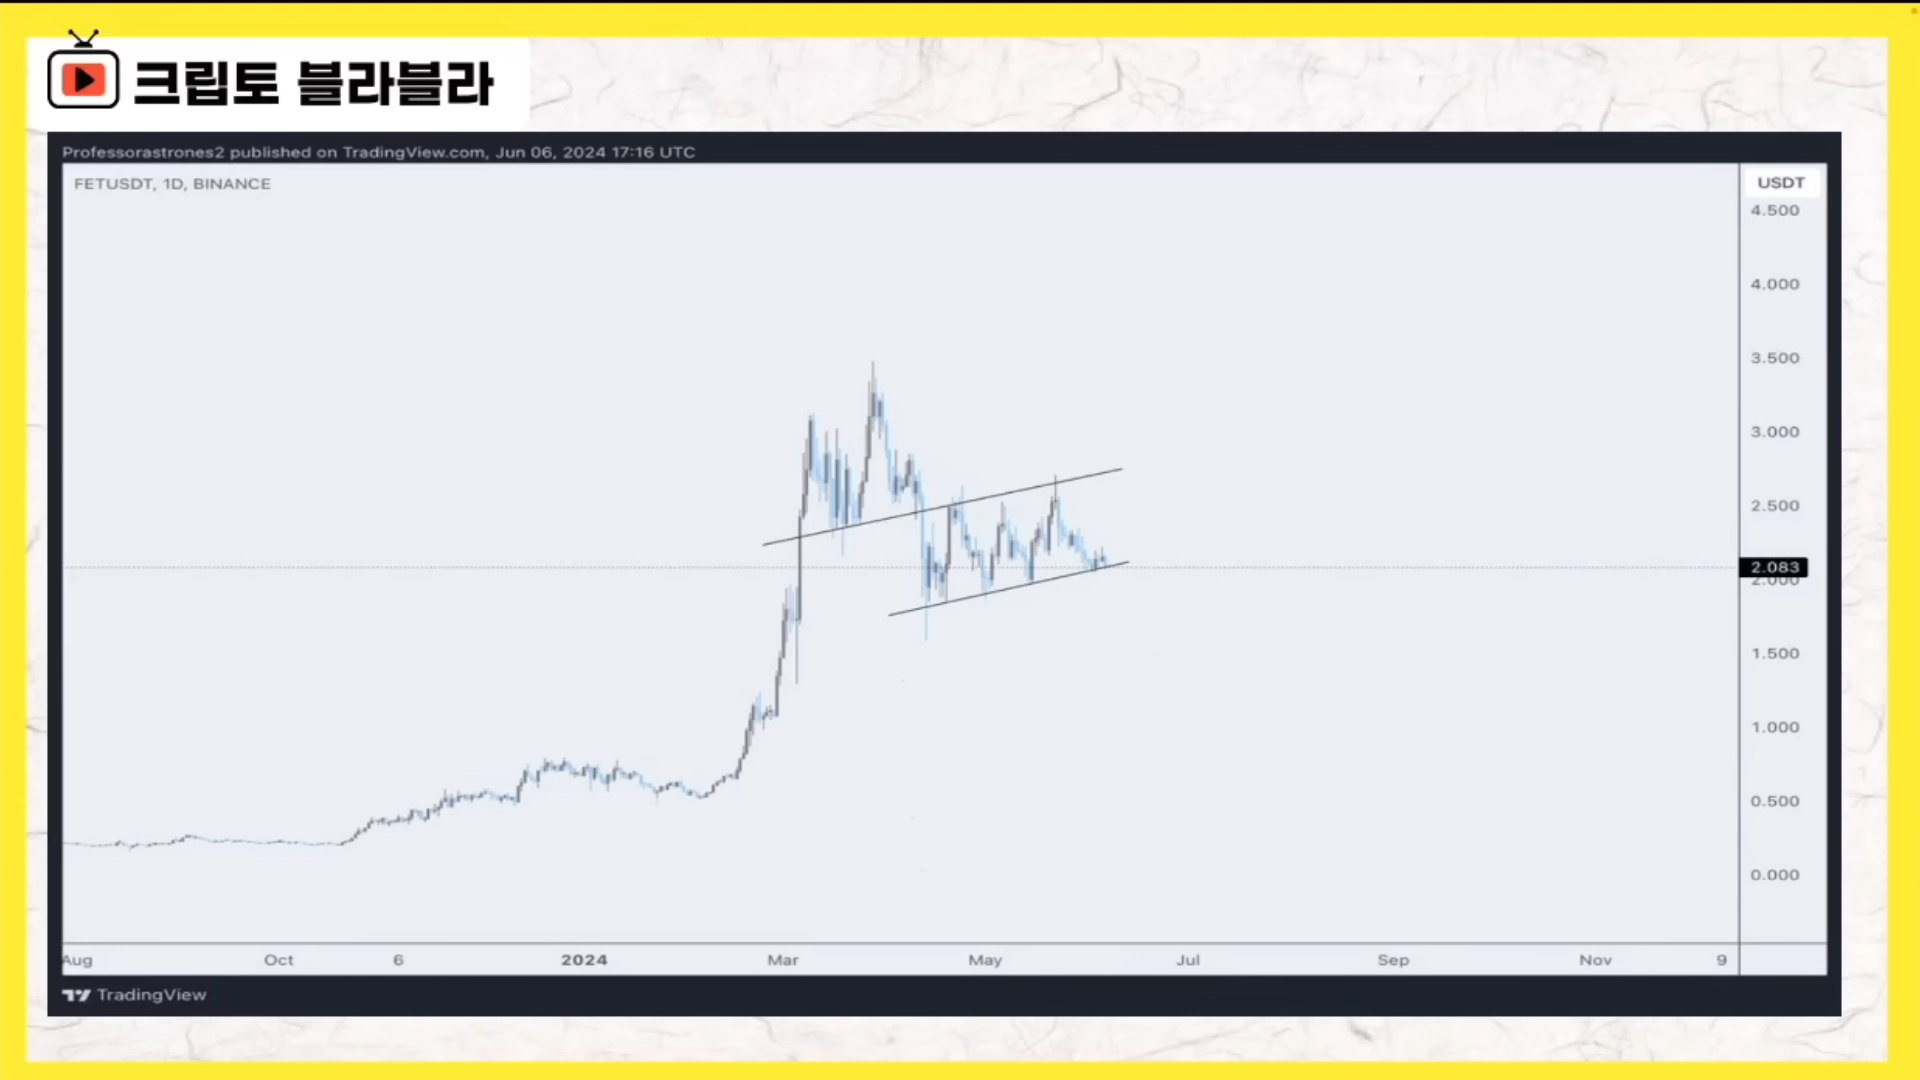 크립토 블라블라
Professorastrones2 published on TradingView.com, Jun 06, 2024 17:16 UTC
FETUSDT, 1D, BINANCE
USDT
4.500
4.000
3.500
3.000
2.500
2.083
2.000
1.500
1.000
0.500
0.000
Aug Oct 6 2024 Mar May Jul Sep Nov 9
TradingView